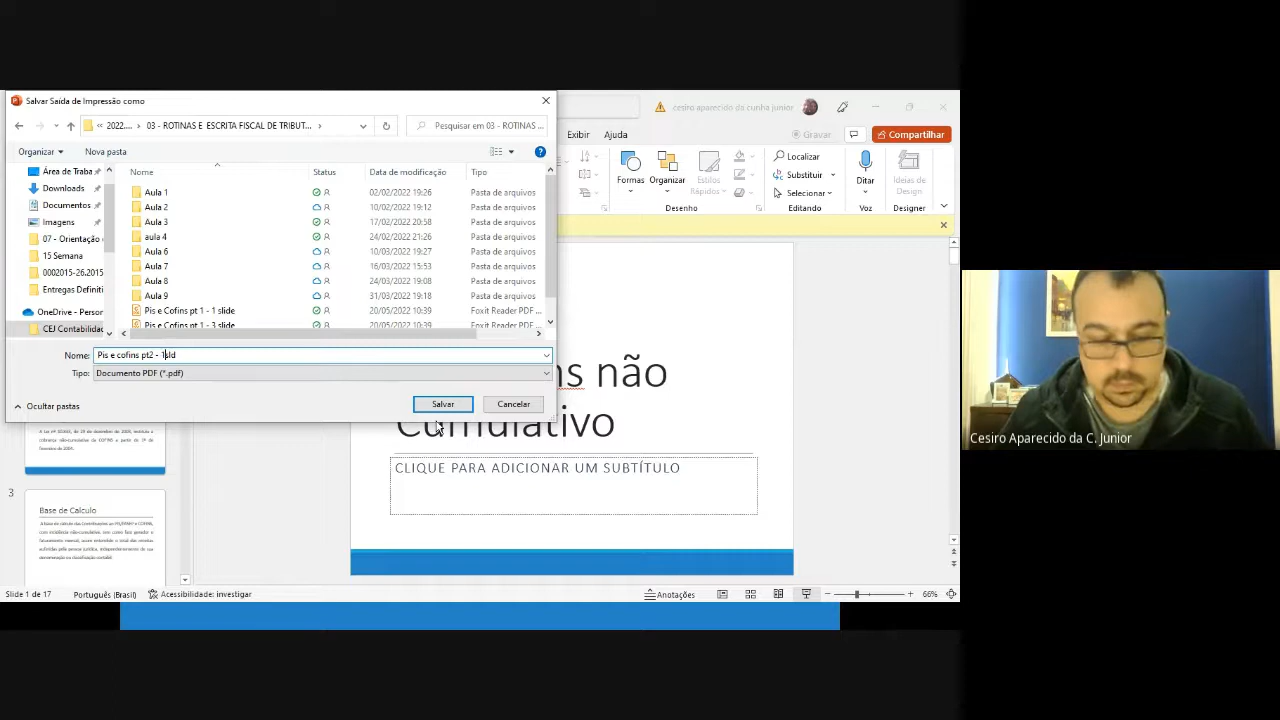 Salvar Saída de Impressão como
cesiro aparecido da cunha junior
« 2022.... > 03 - ROTINAS E ESCRITA FISCAL DE TRIBUT... >
Pesquisar em 03 - ROTINAS ...
Exibir Ajuda
Gravar
Compartilhar
Organizar Nova pasta
Nome Status Data de modificação Tipo
Área de Traba
Downloads
Documentos
Imagens
07 - Orientação
15 Semana
0002015-26.2015
Entregas Definiti
OneDrive - Person
CEJ Contabilidad
Aula 1 02/02/2022 19:26 Pasta de arquivos
Aula 2 10/02/2022 19:12 Pasta de arquivos
Aula 3 17/02/2022 20:58 Pasta de arquivos
aula 4 24/02/2022 21:26 Pasta de arquivos
Aula 6 10/03/2022 19:27 Pasta de arquivos
Aula 7 16/03/2022 15:53 Pasta de arquivos
Aula 8 24/03/2022 19:08 Pasta de arquivos
Aula 9 31/03/2022 19:18 Pasta de arquivos
Pis e Cofins pt 1 - 1 slide 20/05/2022 10:39 Foxit Reader PDF ...
Pis e Cofins pt 1 - 3 slide 20/05/2022 10:39 Foxit Reader PDF ...
Nome: Pis e cofins pt2 - 1sld
Tipo: Documento PDF (*.pdf)
Ocultar pastas
Salvar Cancelar
Formas Organizar Estilos Rápidos
Desenho
Localizar
Substituir
Selecionar
Editando
Ditar
Voz
Ideias de Design
Designer
ns não
Cumulativo
CLIQUE PARA ADICIONAR UM SUBTÍTULO
3
Base de Calculo
Slide 1 de 17 Português (Brasil) Acessibilidade: investigar
Anotações
66%
Cesiro Aparecido da C. Junior